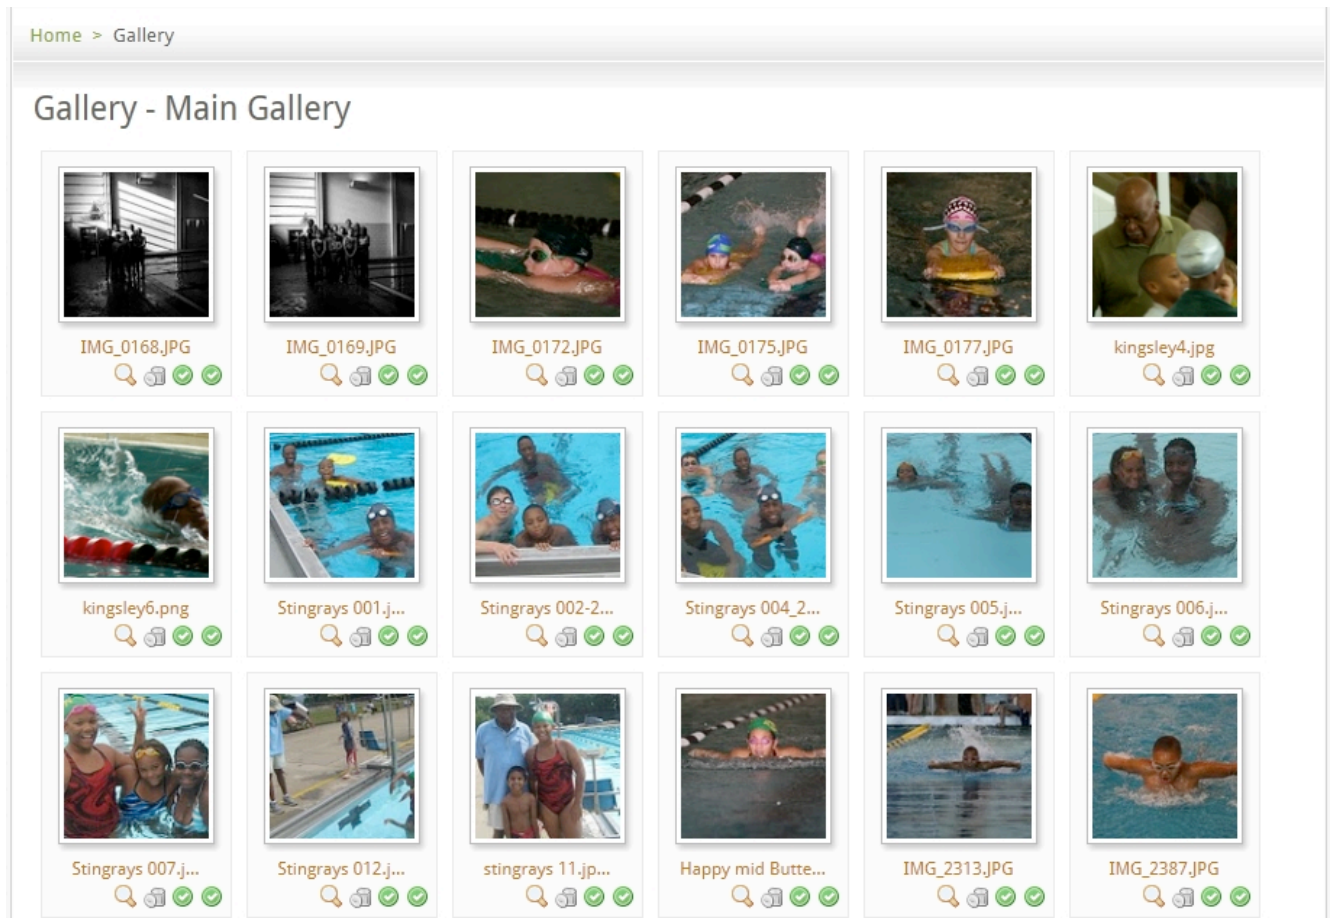 Home > Gallery
Gallery - Main Gallery
IMG_0168.JPG IMG_0169.JPG IMG_0172.JPG IMG_0175.JPG IMG_0177.JPG kingsley4.jpg
kingsley6.png Stingrays 001.j... Stingrays 002-2... Stingrays 004_2... Stingrays 005.j... Stingrays 006.j...
Stingrays 007.j... Stingrays 012.j... stingrays 11.jp... Happy mid Butte... IMG_2313.JPG IMG_2387.JPG